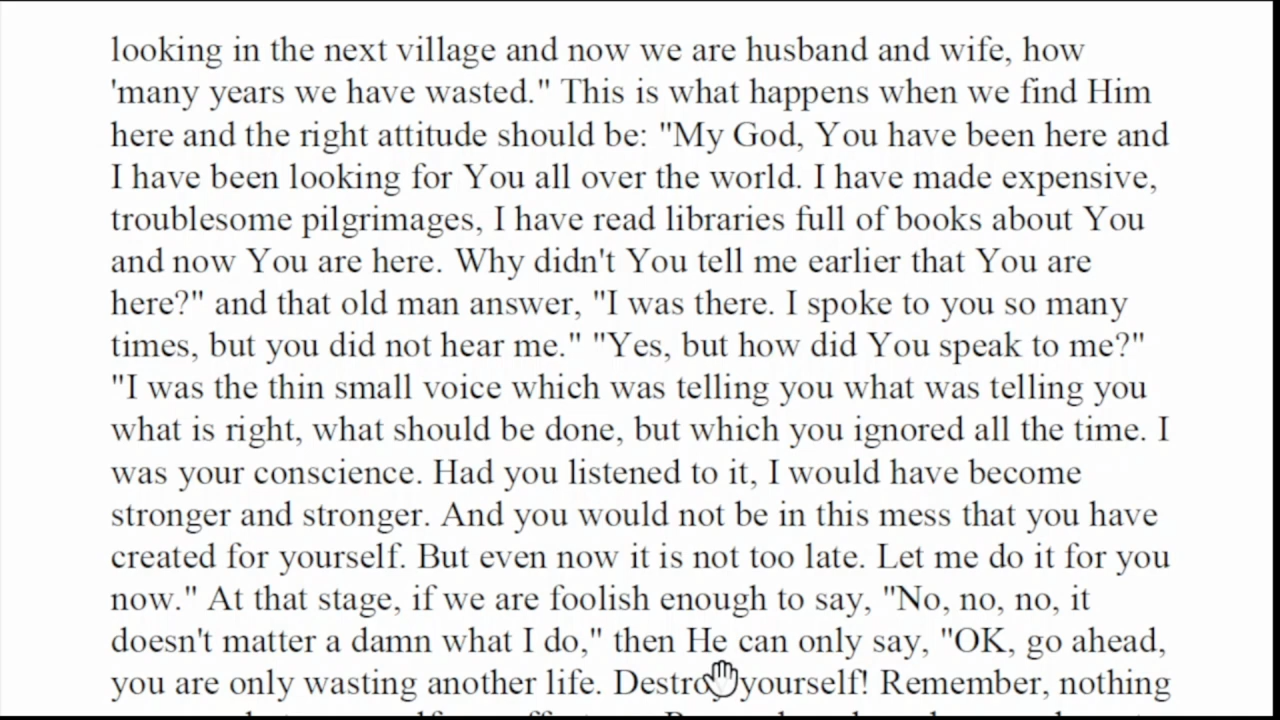 looking in the next village and now we are husband and wife, how
'many years we have wasted." This is what happens when we find Him
here and the right attitude should be: "My God, You have been here and
I have been looking for You all over the world. I have made expensive,
troublesome pilgrimages, I have read libraries full of books about You
and now You are here. Why didn't You tell me earlier that You are
here?" and that old man answer, "I was there. I spoke to you so many
times, but you did not hear me." "Yes, but how did You speak to me?"
"I was the thin small voice which was telling you what was telling you
what is right, what should be done, but which you ignored all the time. I
was your conscience. Had you listened to it, I would have become
stronger and stronger. And you would not be in this mess that you have
created for yourself. But even now it is not too late. Let me do it for you
now." At that stage, if we are foolish enough to say, "No, no, no, it
doesn't matter a damn what I do," then He can only say, "OK, go ahead,
you are only wasting another life. Destroy yourself! Remember, nothing